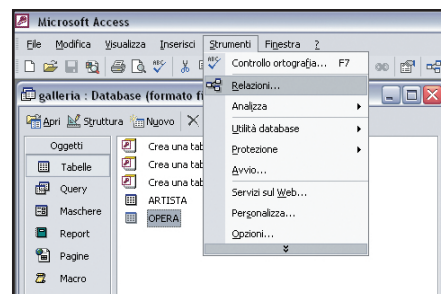 Microsoft Access
File Modifica Visualizza Inserisci Strumenti Finestra ?
Controllo ortografia... F7
galleria : Database (formato fi
Relazioni...
Apri Struttura Nuovo
Analizza
Oggetti
Crea una tab
Utilità database
Tabelle
Crea una tab
Protezione
Query
Crea una tab
Avvio...
Maschere
ARTISTA
Servizi sul Web...
Report
OPERA
Personalizza...
Pagine
Opzioni...
Macro